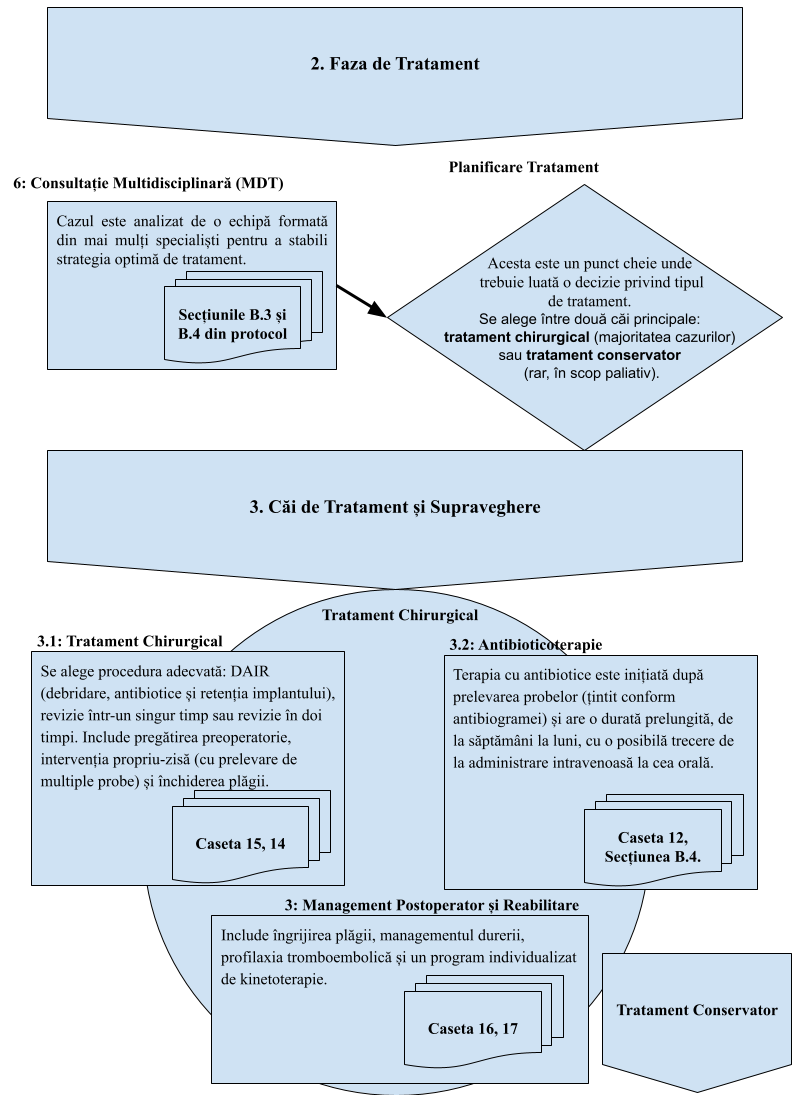 2. Faza de Tratament
Planificare Tratament
6: Consultație Multidisciplinară (MDT)
Cazul este analizat de o echipă formată
din mai mulți specialiști pentru a stabili
strategia optimă de tratament.
Secțiunile B.3 și
B.4 din protocol
Acesta este un punct cheie unde
trebuie luată o decizie privind tipul
de tratament.
Se alege între două căi principale:
tratament chirurgical (majoritatea cazurilor)
sau tratament conservator
(rar, în scop paliativ).
3. Căi de Tratament și Supraveghere
Tratament Chirurgical
3.1: Tratament Chirurgical
Se alege procedura adecvată: DAIR
(debridare, antibiotice și retenția implantului),
revizie într-un singur timp sau revizie în doi
timpi. Include pregătirea preoperatorie,
intervenția propriu-zisă (cu prelevare de
multiple probe) și închiderea plăgii.
Caseta 15, 14
3.2: Antibioticoterapie
Terapia cu antibiotice este inițiată după
prelevarea probelor (țintit conform
antibiogramei) și are o durată prelungită, de
la săptămâni la luni, cu o posibilă trecere de
la administrare intravenoasă la cea orală.
Caseta 12,
Secțiunea B.4.
3: Management Postoperator și Reabilitare
Include îngrijirea plăgii, managementul durerii,
profilaxia tromboembolică și un program individualizat
de kinetoterapie.
Caseta 16, 17
Tratament Conservator